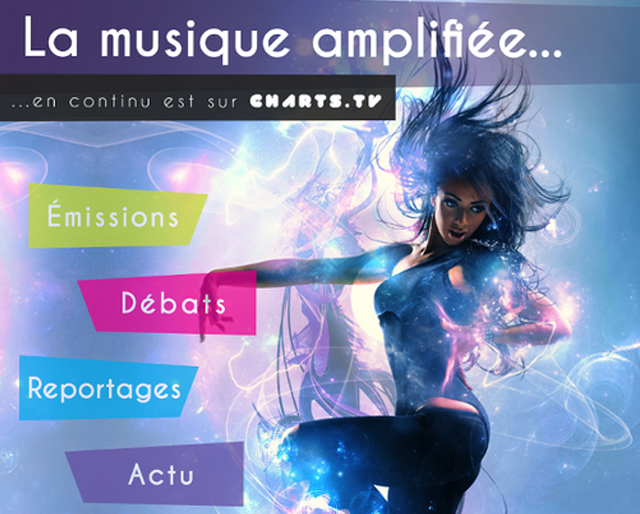 La musique amplifiée...
...en continu est sur CHARTS.TV
Émissions
Débats
Reportages
Actu